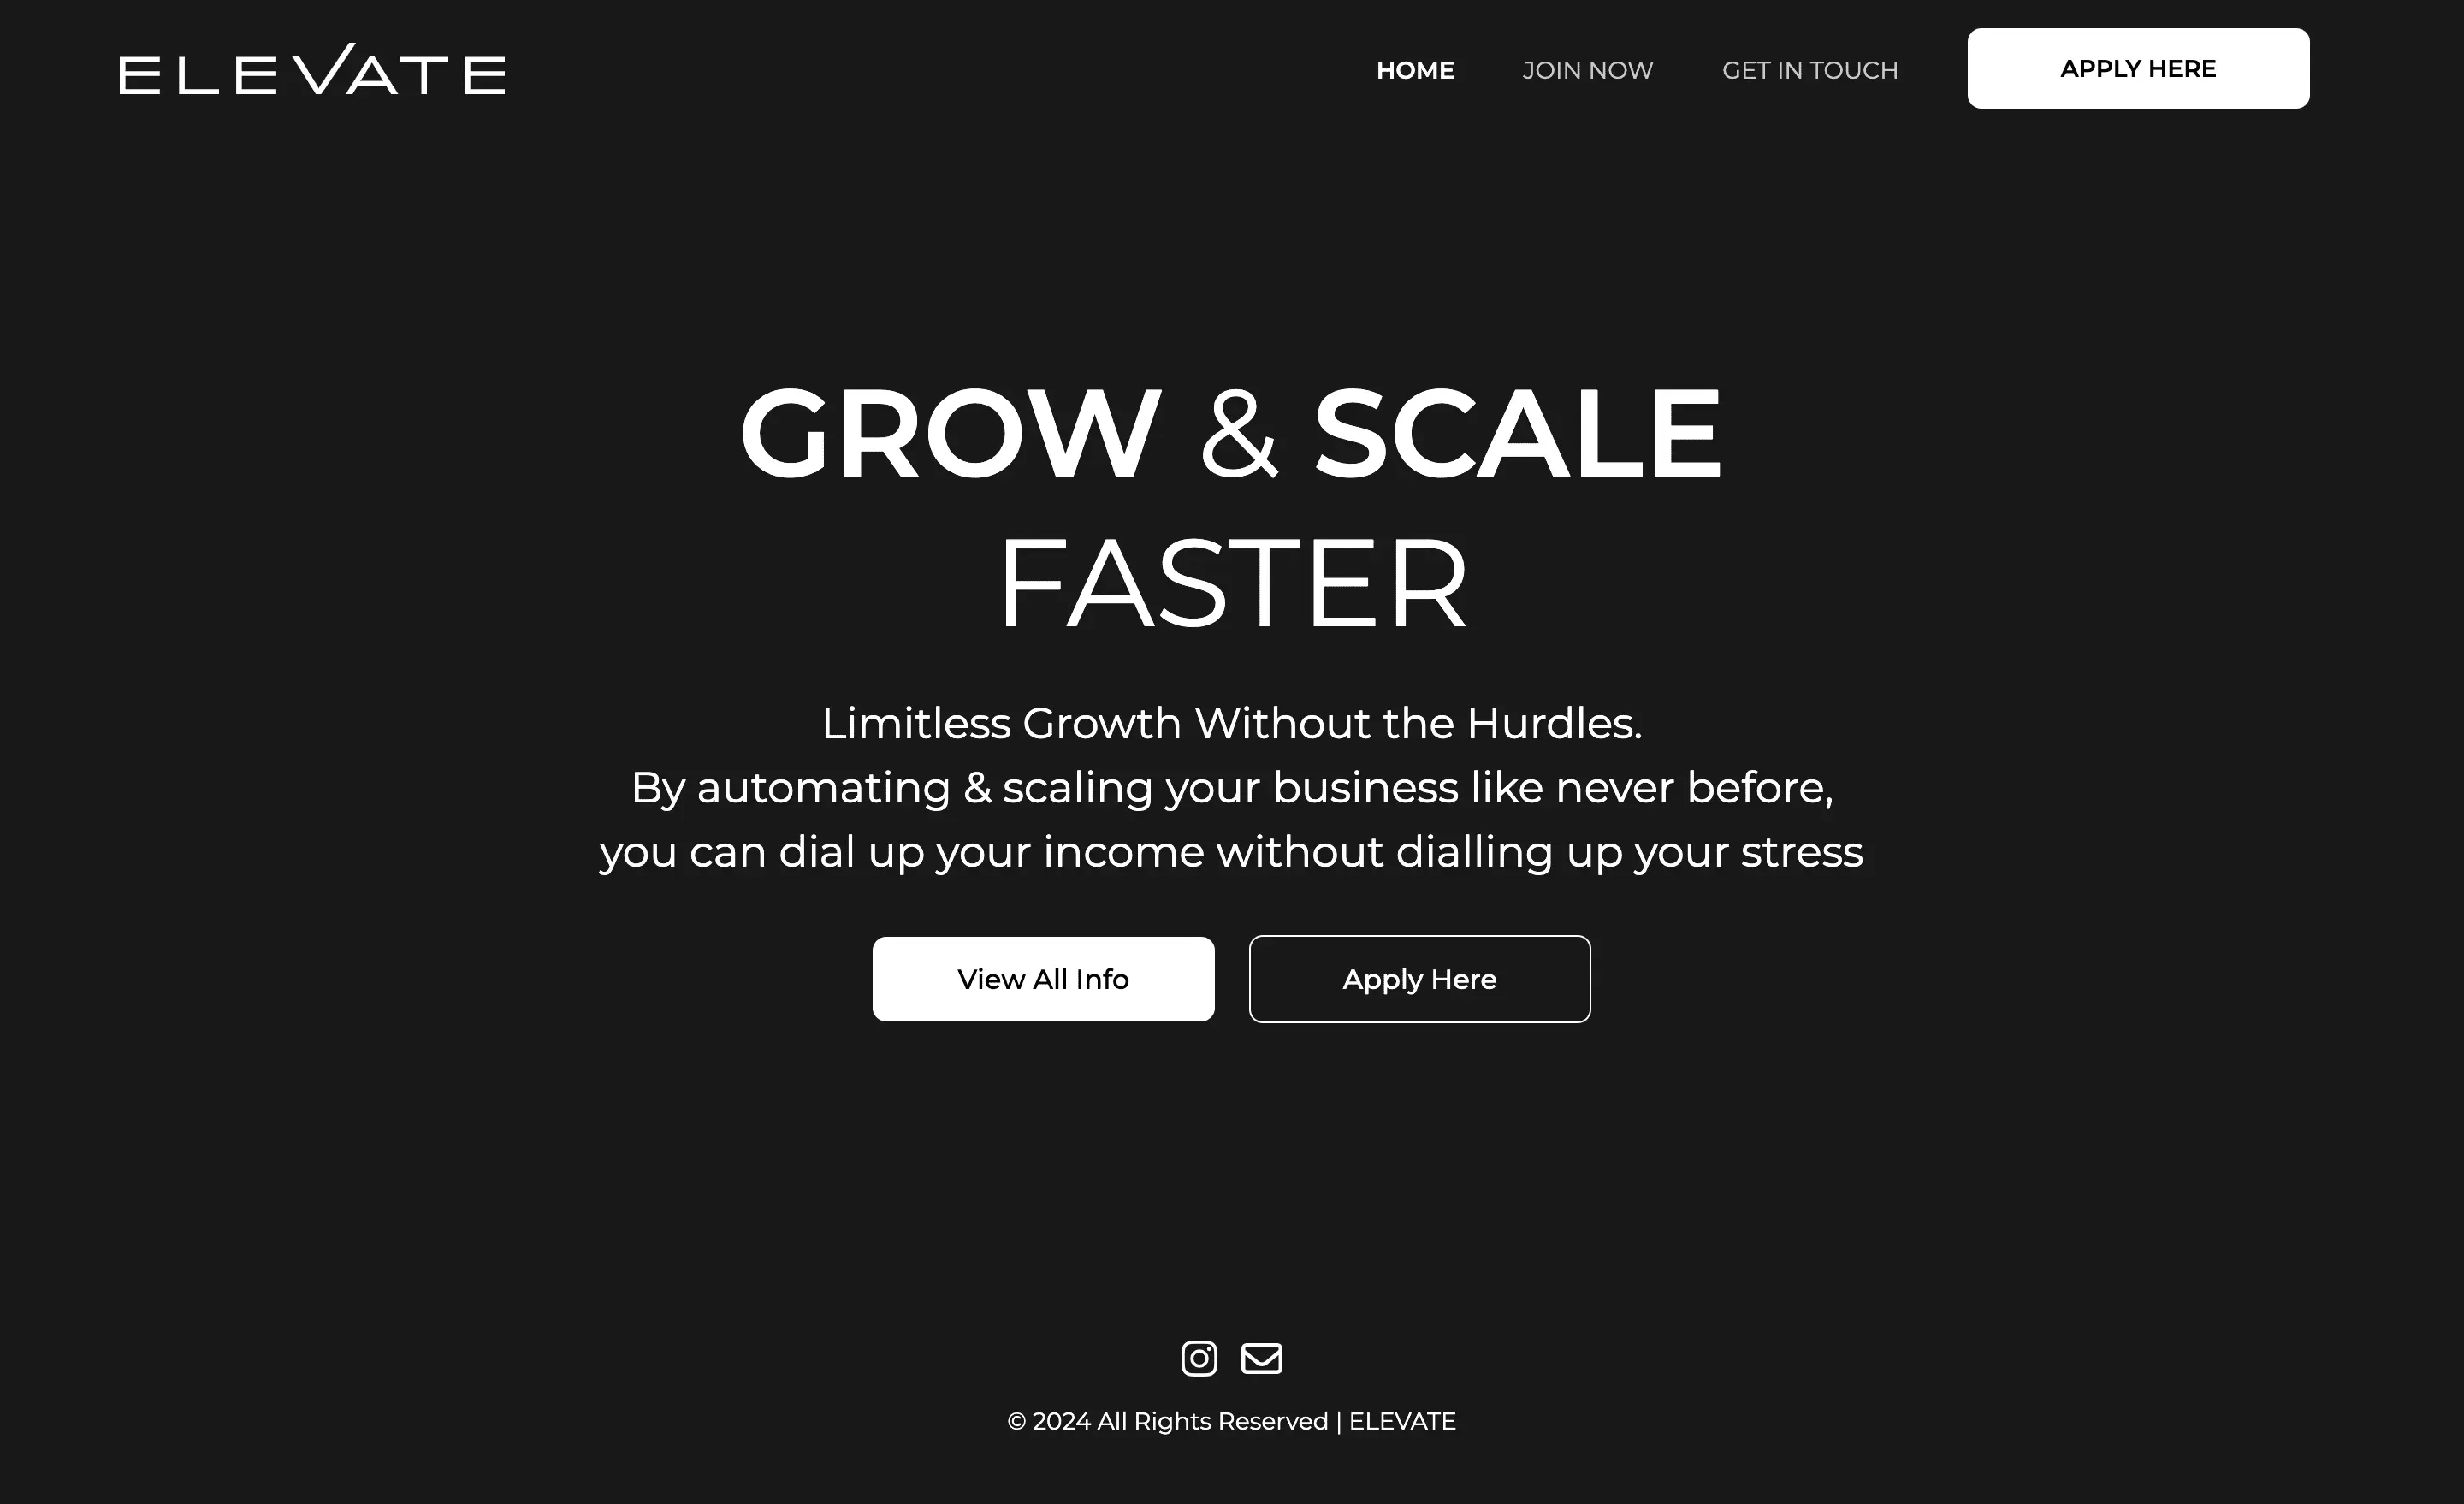 ELEVATE
HOME
JOIN NOW
GET IN TOUCH
APPLY HERE
GROW & SCALE
FASTER
Limitless Growth Without the Hurdles.
By automating & scaling your business like never before,
you can dial up your income without dialling up your stress
View All Info
Apply Here
© 2024 All Rights Reserved | ELEVATE